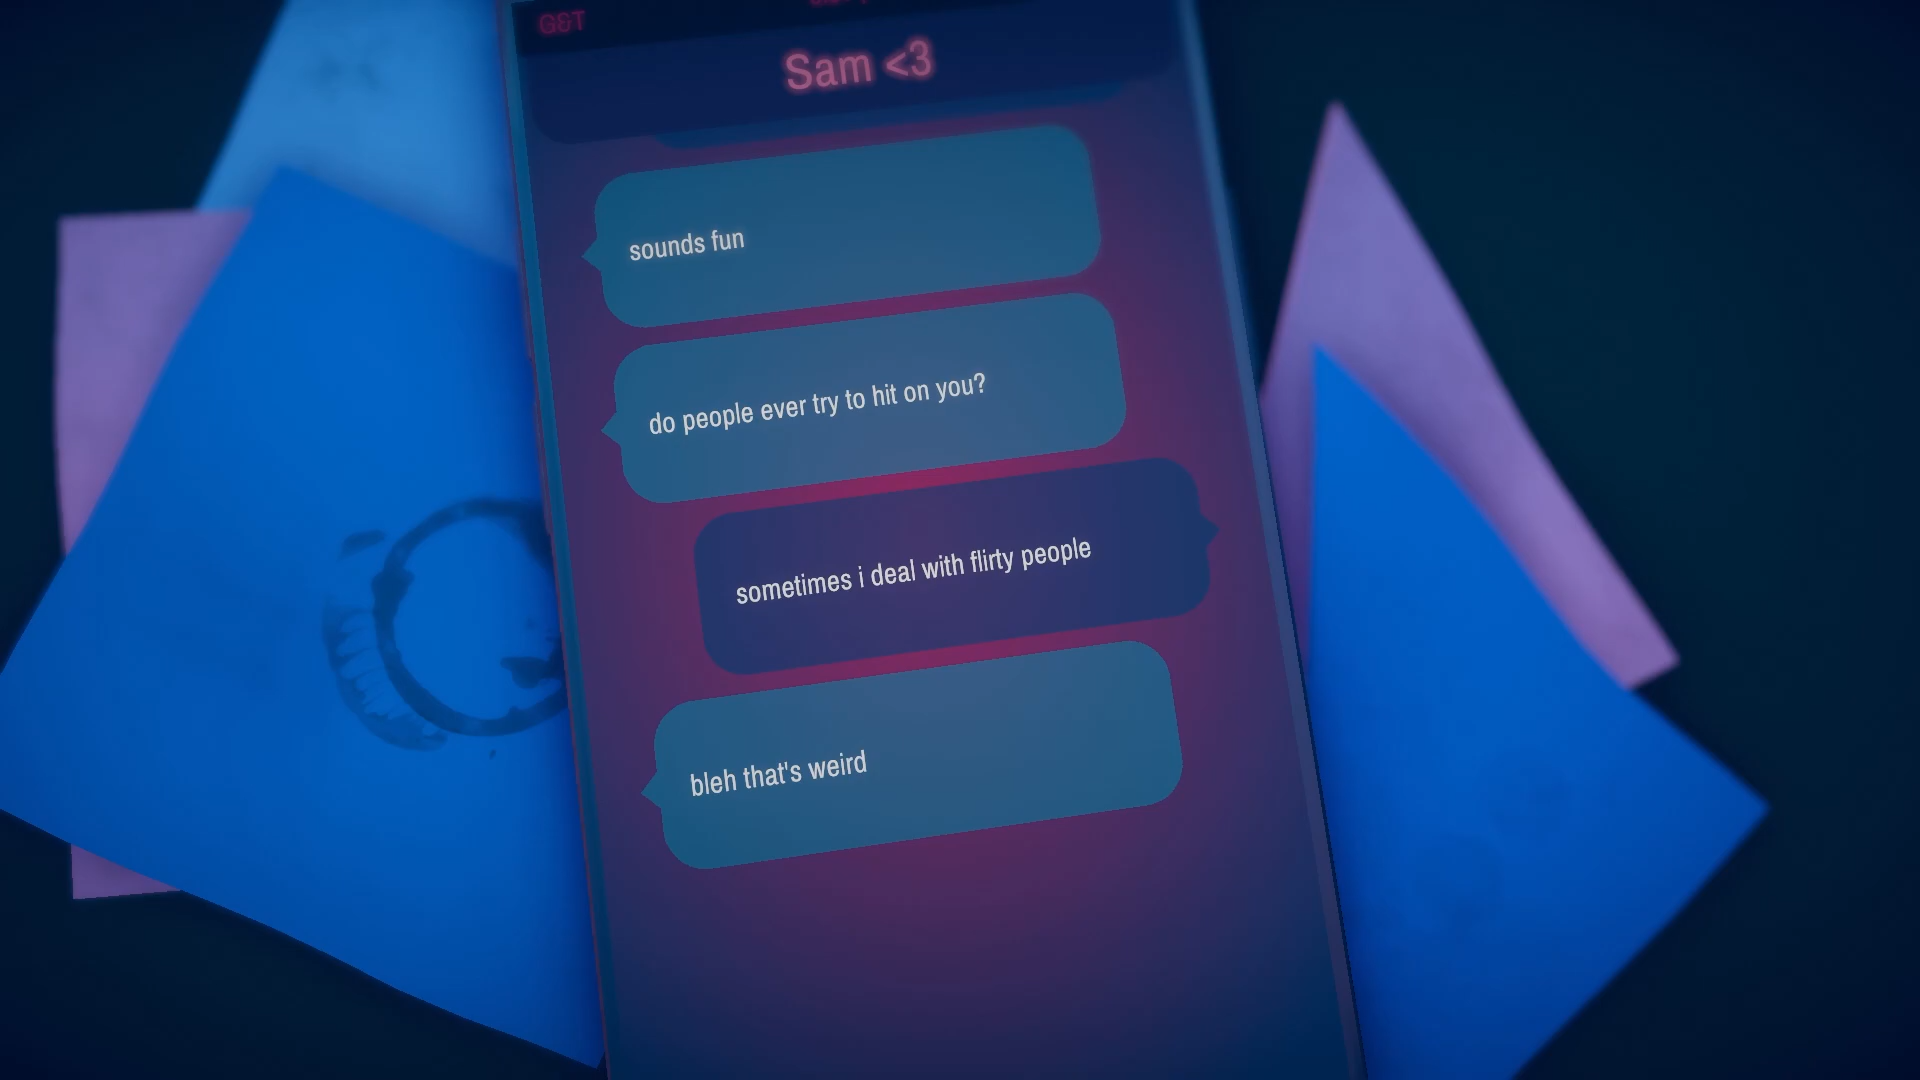 G&T
Sam <3
sounds fun
do people ever try to hit on you?
sometimes i deal with flirty people
bleh that's weird